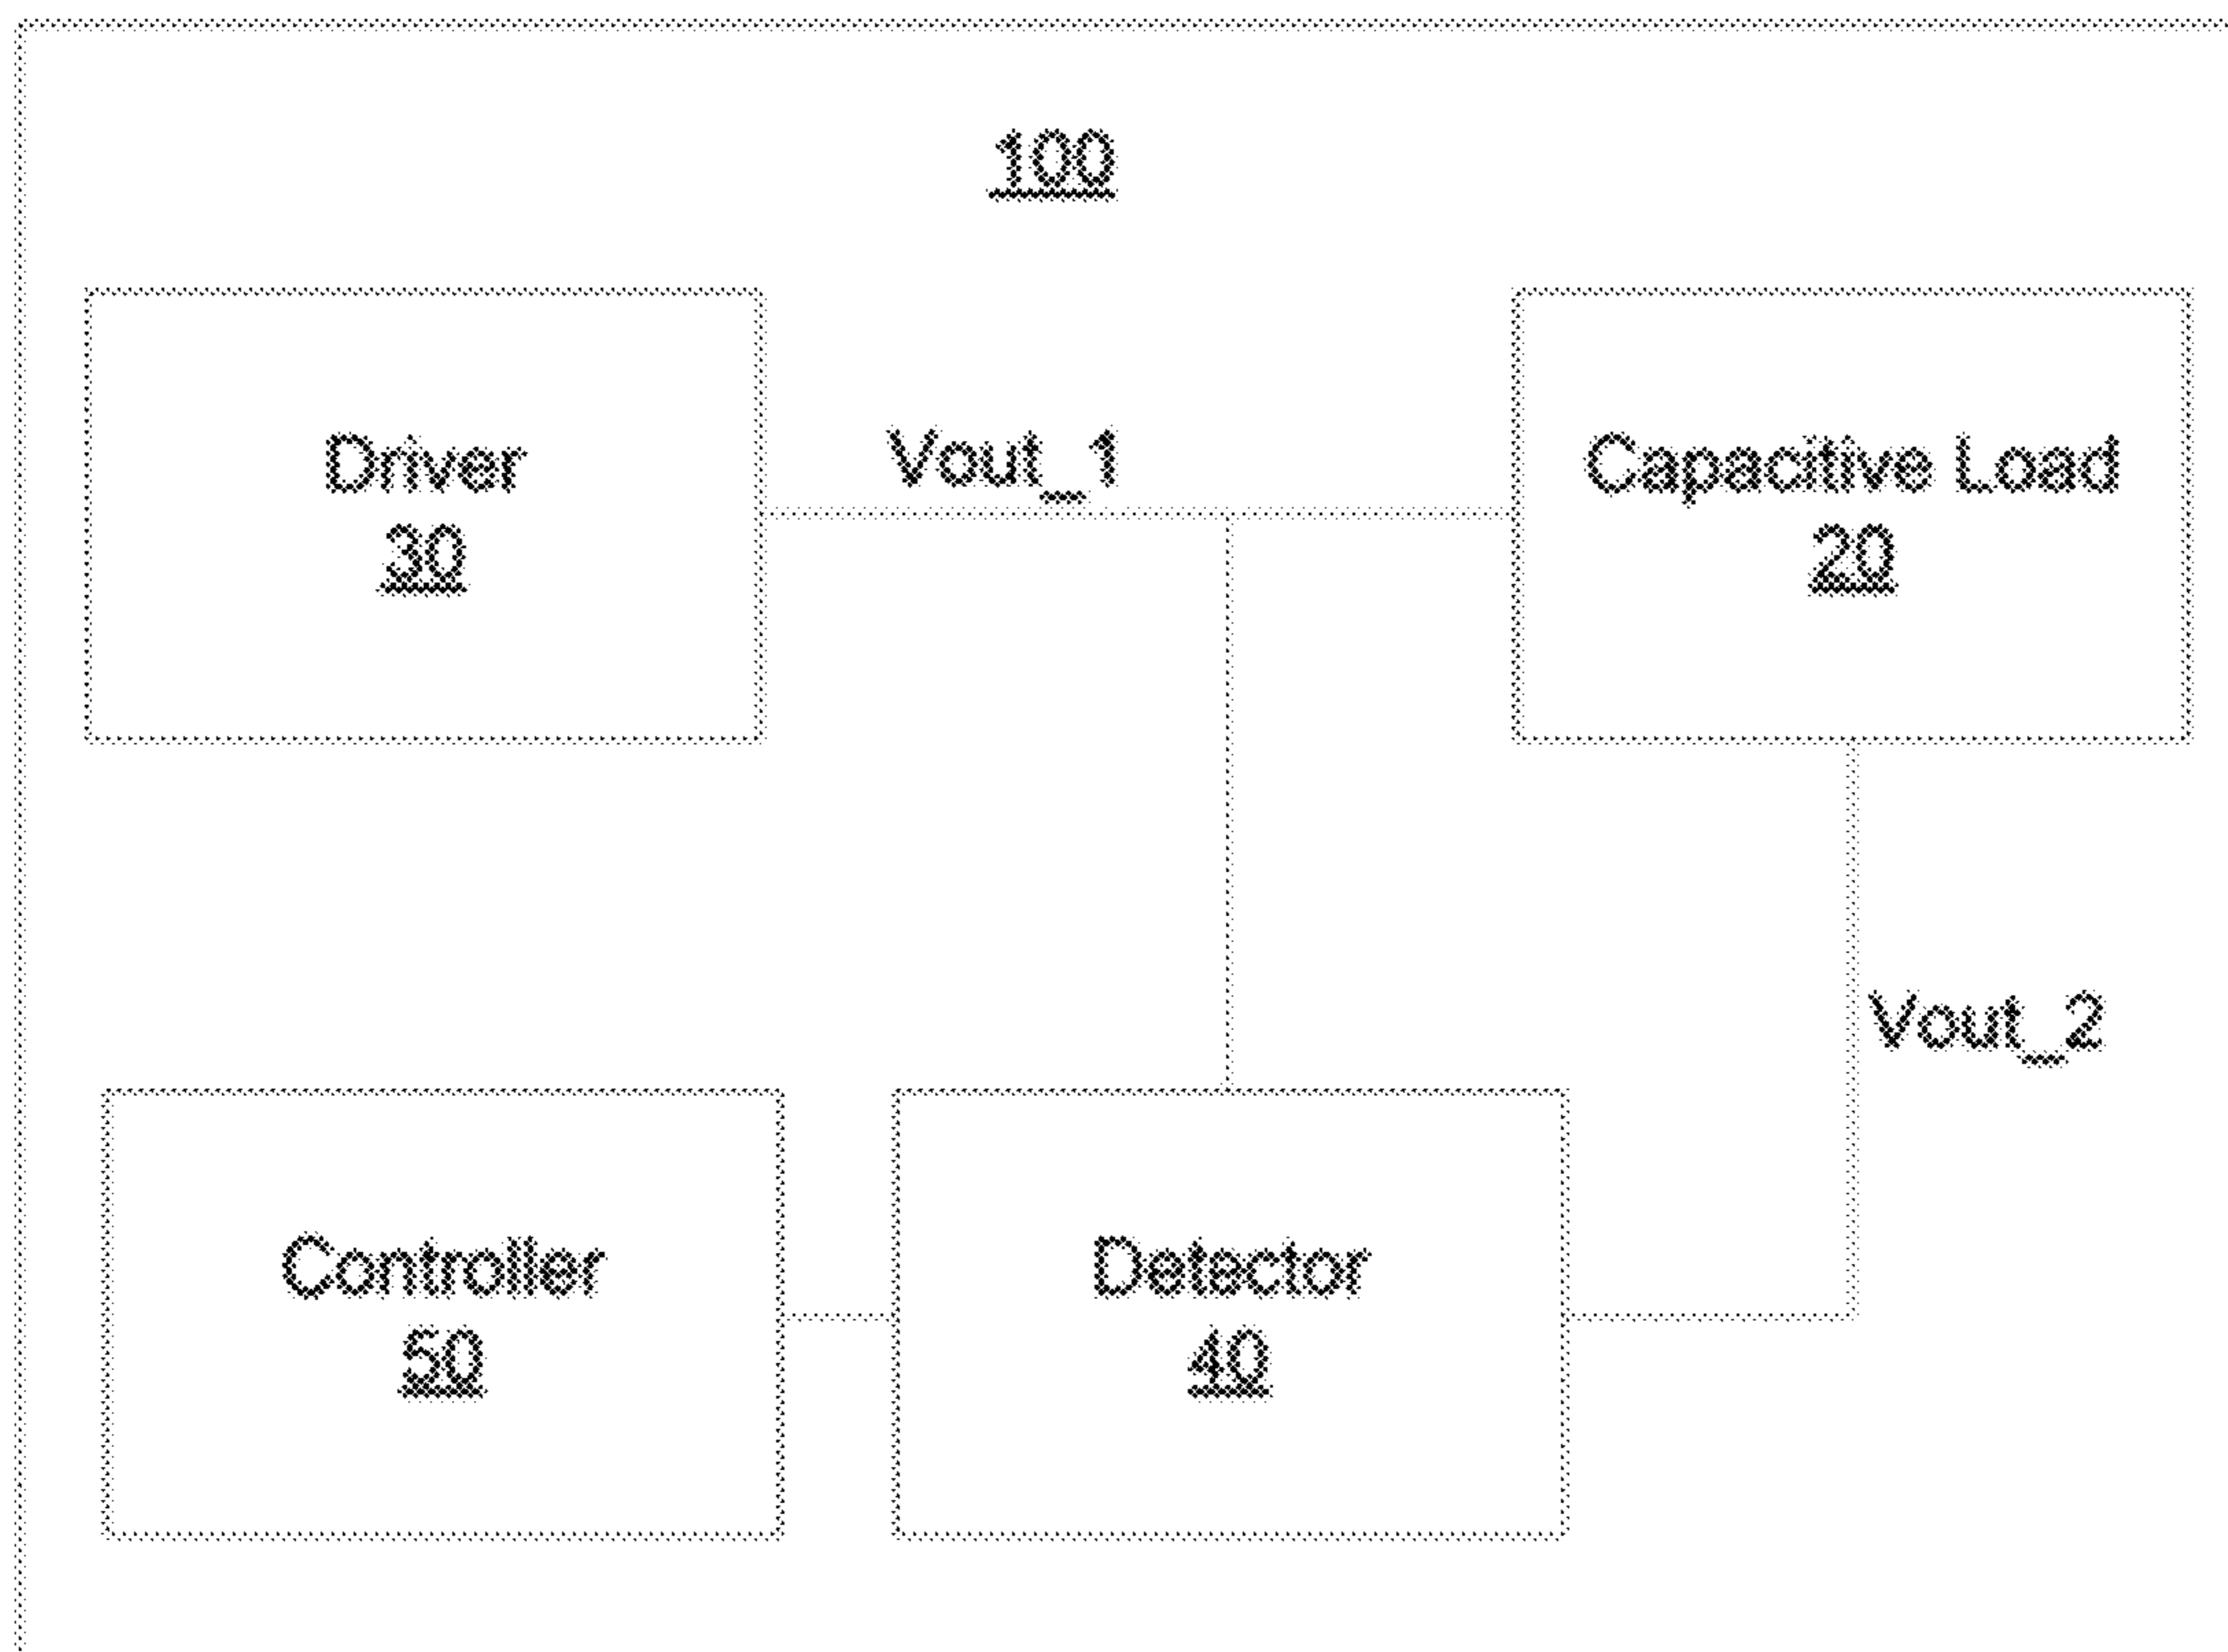 100
Driver
30
Vout_1
Capacitive Load
20
Vout_2
Controller
50
Detector
40